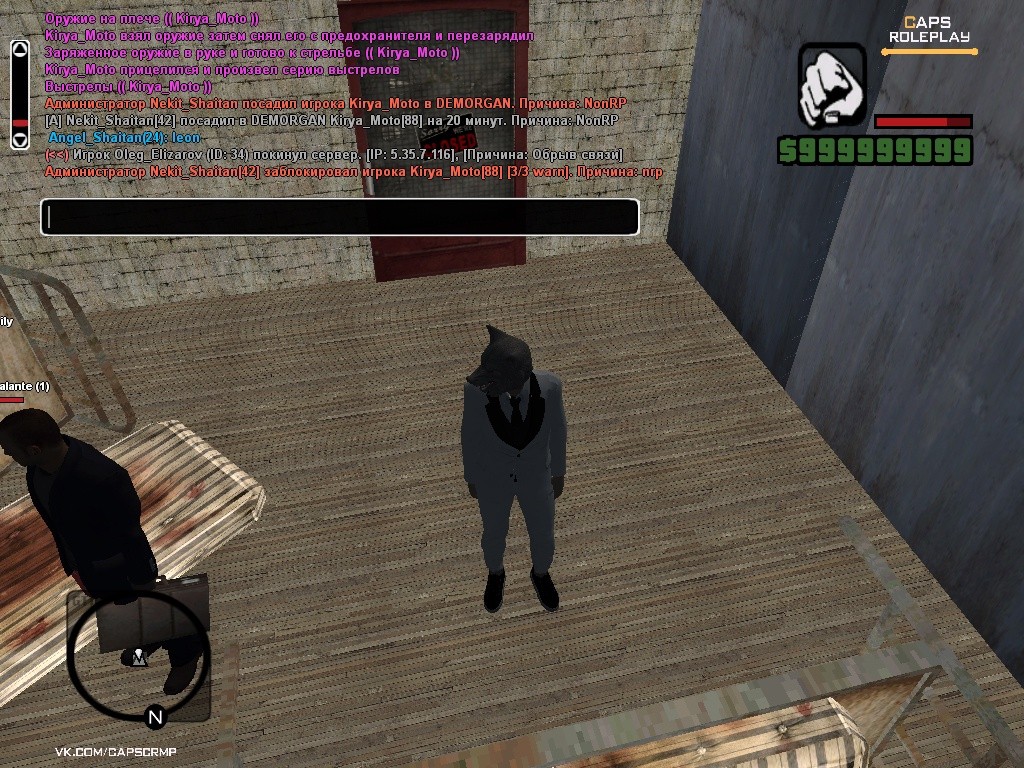 Оружие на плече (( Kirya_Moto ))
Kirya_Moto взял оружие затем снял его с предохранителя и перезарядил
Заряженное оружие в руке и готово к стрельбе (( Kirya_Moto ))
Kirya_Moto прицелился и произвел серию выстрелов
Выстрелы (( Kirya_Moto ))
Администратор Nekit_Shaitan посадил игрока Kirya_Moto в DEMORGAN. Причина: NonRP
[A] Nekit_Shaitan[42] посадил в DEMORGAN Kirya_Moto[88] на 20 минут. Причина: NonRP
Angel_Shaitan(24): leon
(<<) Игрок Oleg_Elizarov (ID: 34) покинул сервер. [IP: 5.35.7.116], [Причина: Обрыв связи]
Администратор Nekit_Shaitan[42] заблокировал игрока Kirya_Moto[88] [3/3 warn]. Причина: nrp
CAPS
ROLEPLAY
$999999999
CLOSED
ily
alante (1)
N
VK.COM/CAPSCRMP